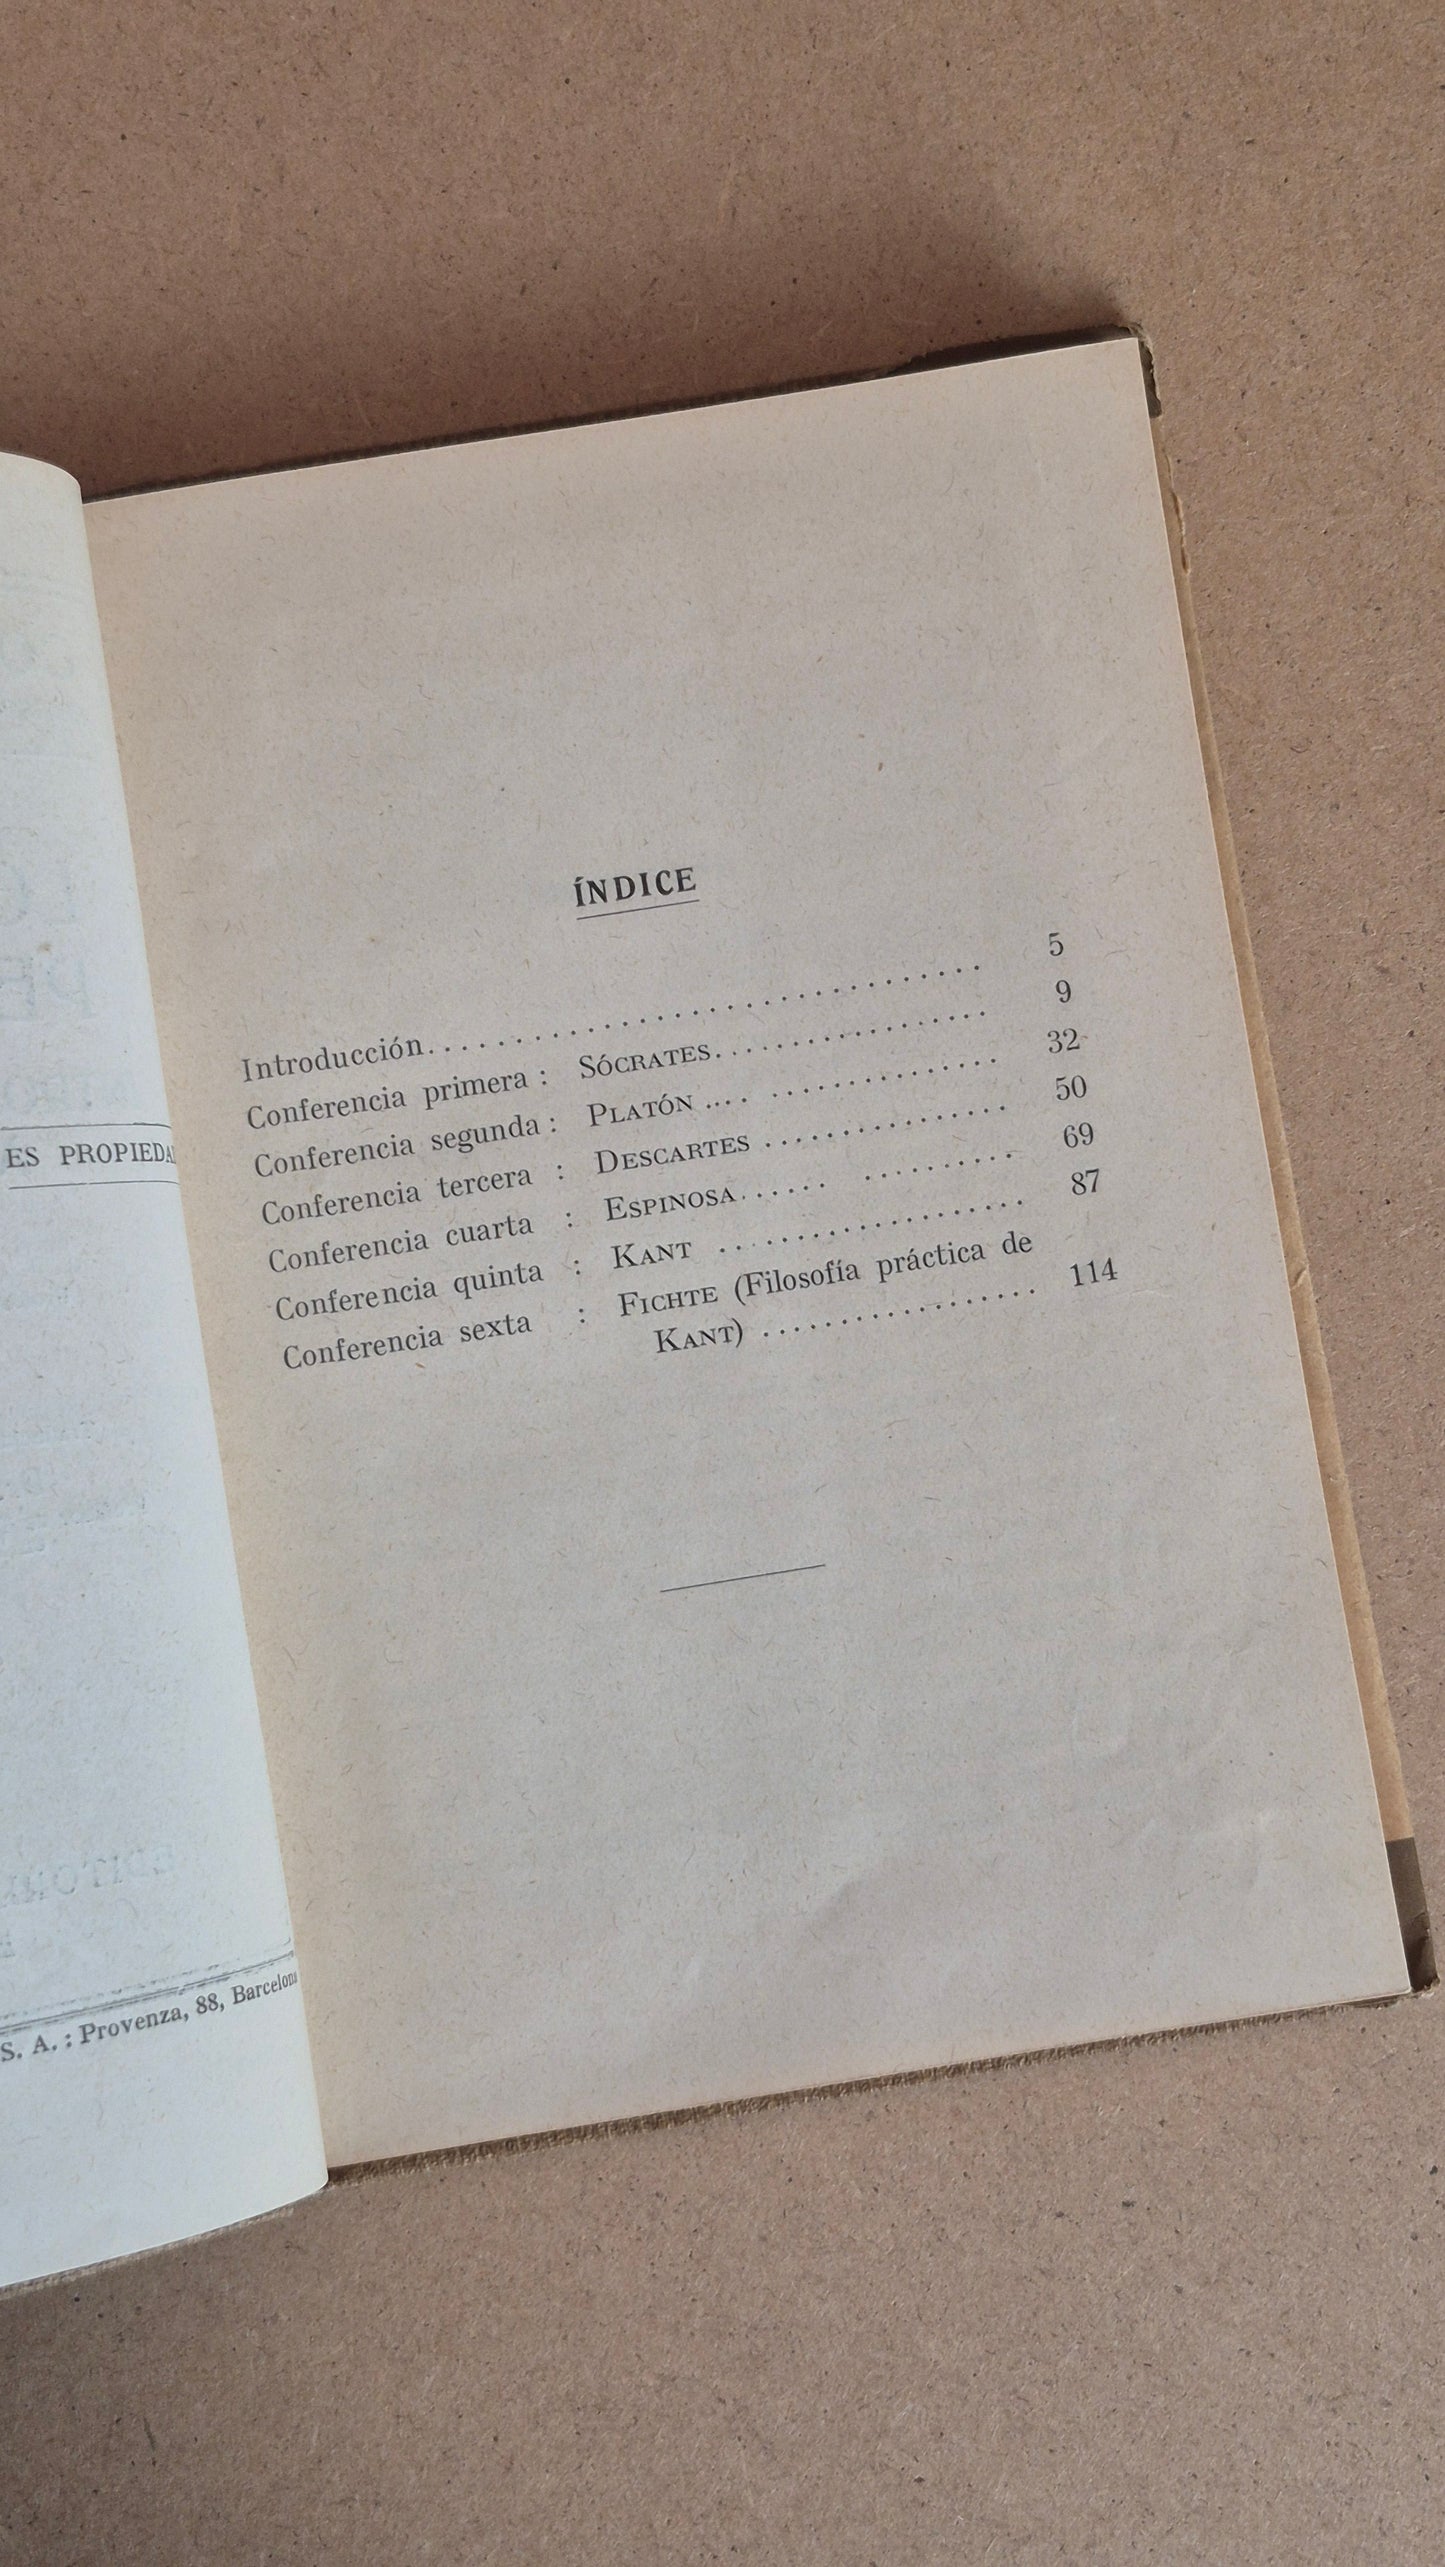 ES PROPIEDA
S. A. : Provenza, 88, Barcelona
ÍNDICE
Introducción. . . . . . . . . . . . . . . . . . . . . . . . . . . . . . . . 5
Conferencia primera : SÓCRATES. . . . . . . . . . . . . . . . . . 9
Conferencia segunda : PLATÓN . . . . . . . . . . . . . . . . . . 32
Conferencia tercera : DESCARTES . . . . . . . . . . . . . . . . 50
Conferencia cuarta : ESPINOSA. . . . . . . . . . . . . . . . 69
Conferencia quinta : KANT . . . . . . . . . . . . . . . . . . . 87
Conferencia sexta : FICHTE (Filosofía práctica de
KANT) . . . . . . . . . . . . . . . . . . 114